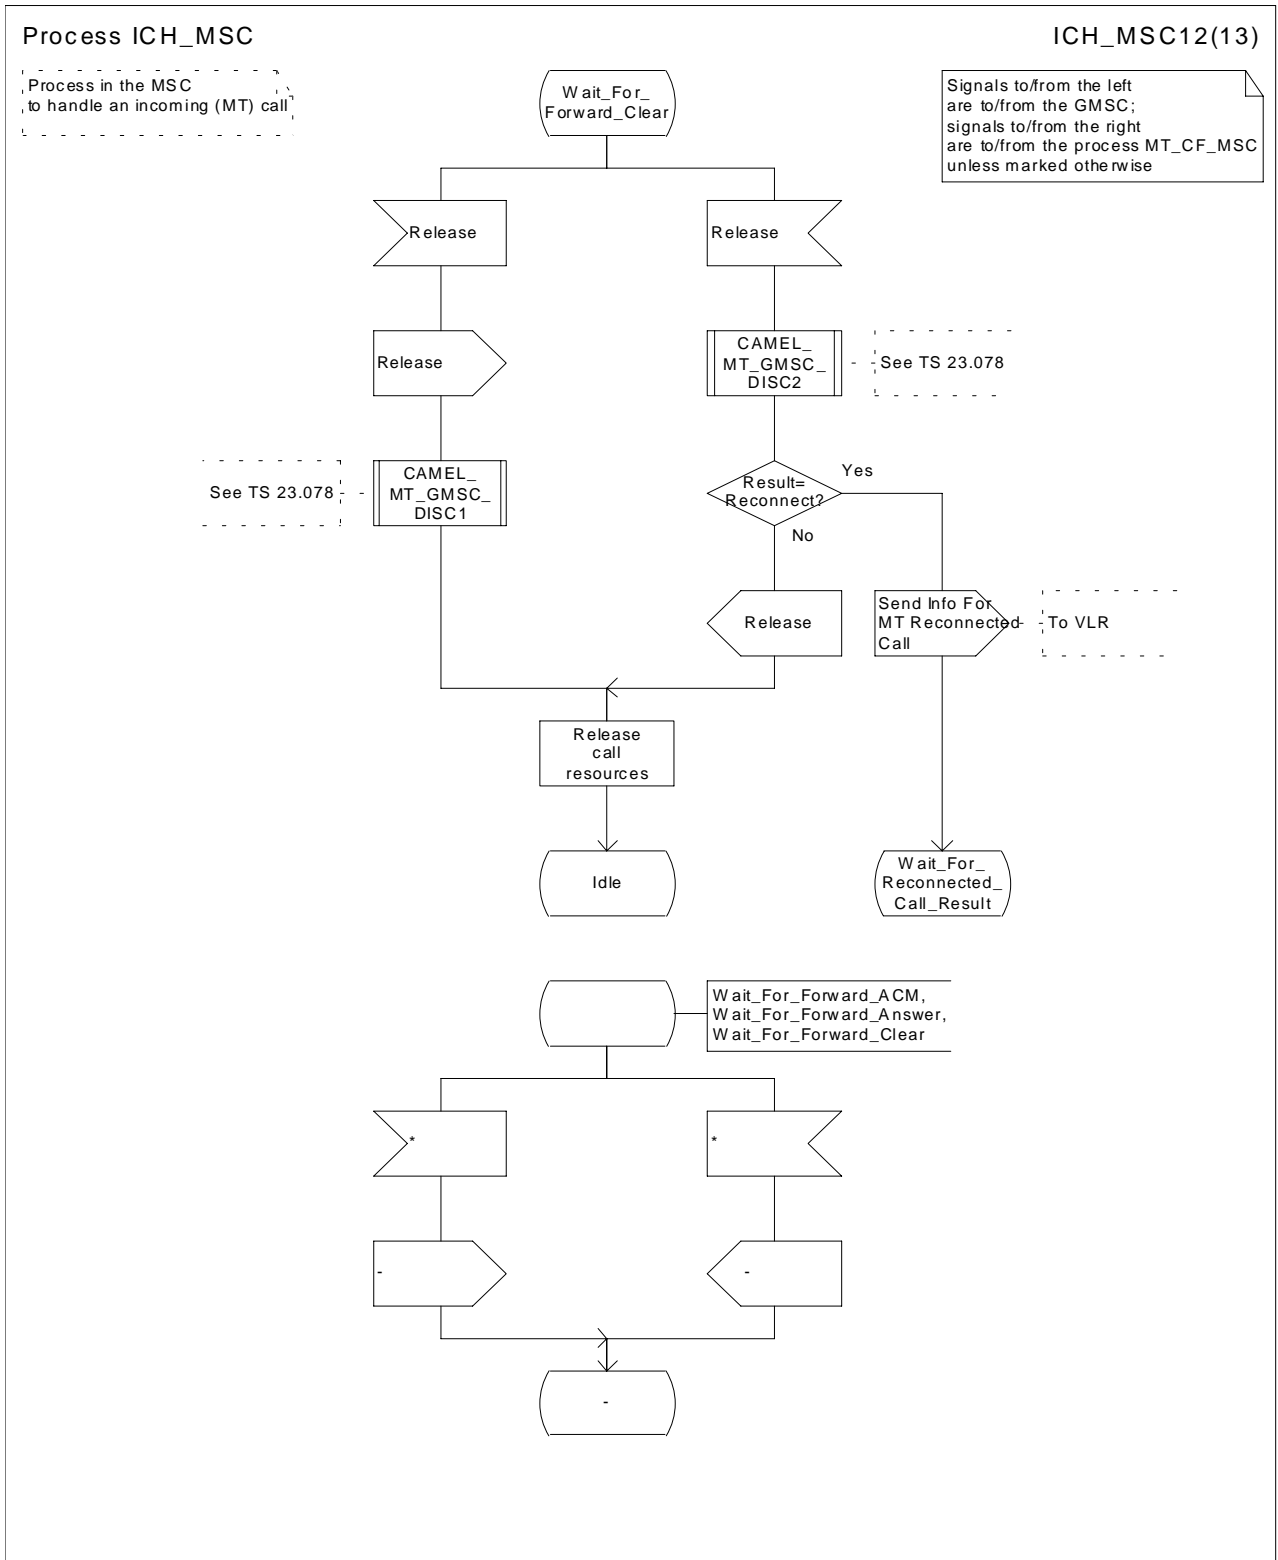 Process ICH_MSC
ICH_MSC12(13)
Process in the MSC
to handle an incoming (MT) call
Signals to/from the left
are to/from the GMSC;
signals to/from the right
are to/from the process MT_CF_MSC
unless marked otherwise
Wait_For_
Forward_Clear
Release
Release
Release
CAMEL_
MT_GMSC_
DISC2
See TS 23.078
See TS 23.078
CAMEL_
MT_GMSC_
DISC1
Result=
Reconnect?
Yes
No
Release
Send Info For
MT Reconnected
Call
To VLR
Release
call
resources
Idle
Wait_For_
Reconnected_
Call_Result
Wait_For_Forward_ACM,
Wait_For_Forward_Answer,
Wait_For_Forward_Clear
*
*
-
-
-